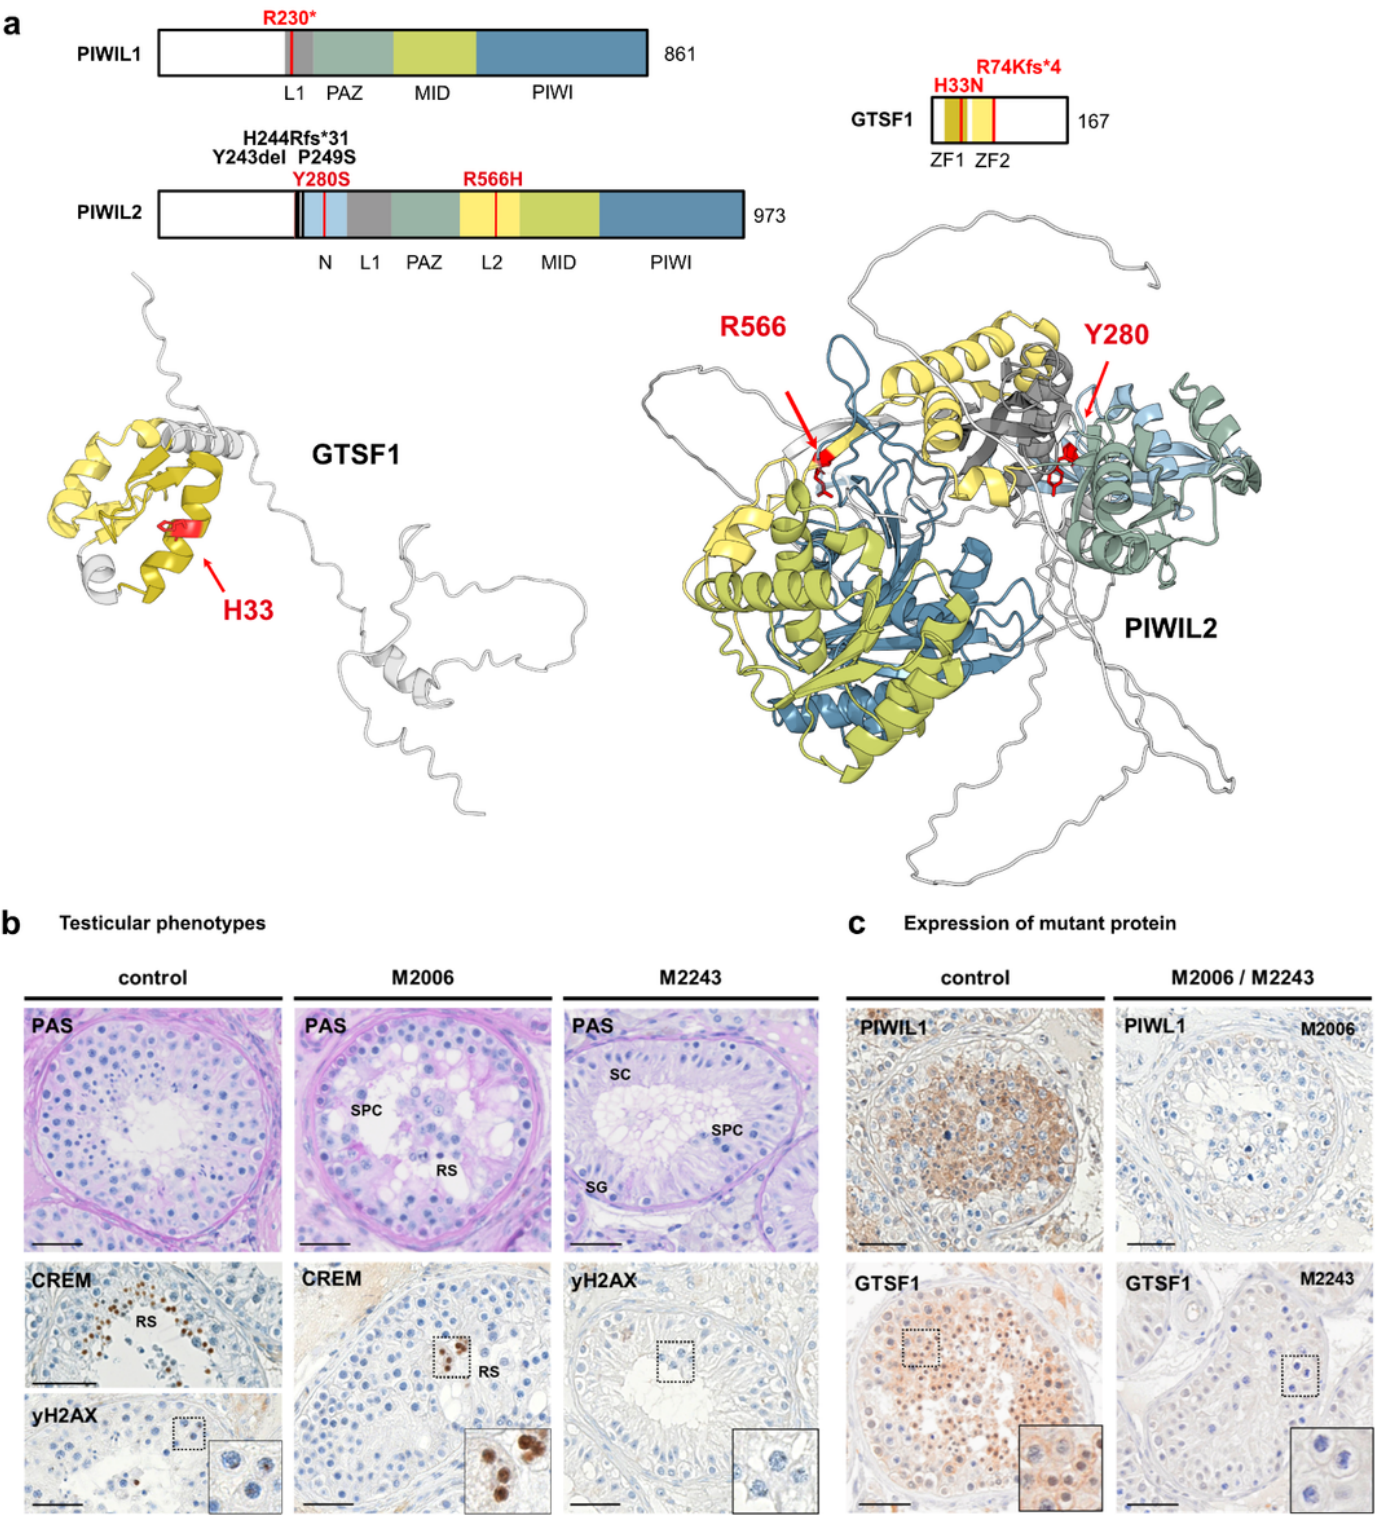 a
R230*
PIWIL1
861
L1 PAZ MID PIWI
R74Kfs*4
H33N
GTSF1
167
ZF1 ZF2
H244Rfs*31
Y243del P249S
Y280S R566H
PIWIL2
973
N L1 PAZ L2 MID PIWI
R566
Y280
GTSF1
H33
PIWIL2
b Testicular phenotypes
control M2006 M2243
PAS
PAS
SPC
RS
PAS
SC
SPC
SG
CREM
RS
yH2AX
CREM
RS
yH2AX
c Expression of mutant protein
control M2006 / M2243
PIWIL1
PIWL1 M2006
GTSF1
GTSF1 M2243